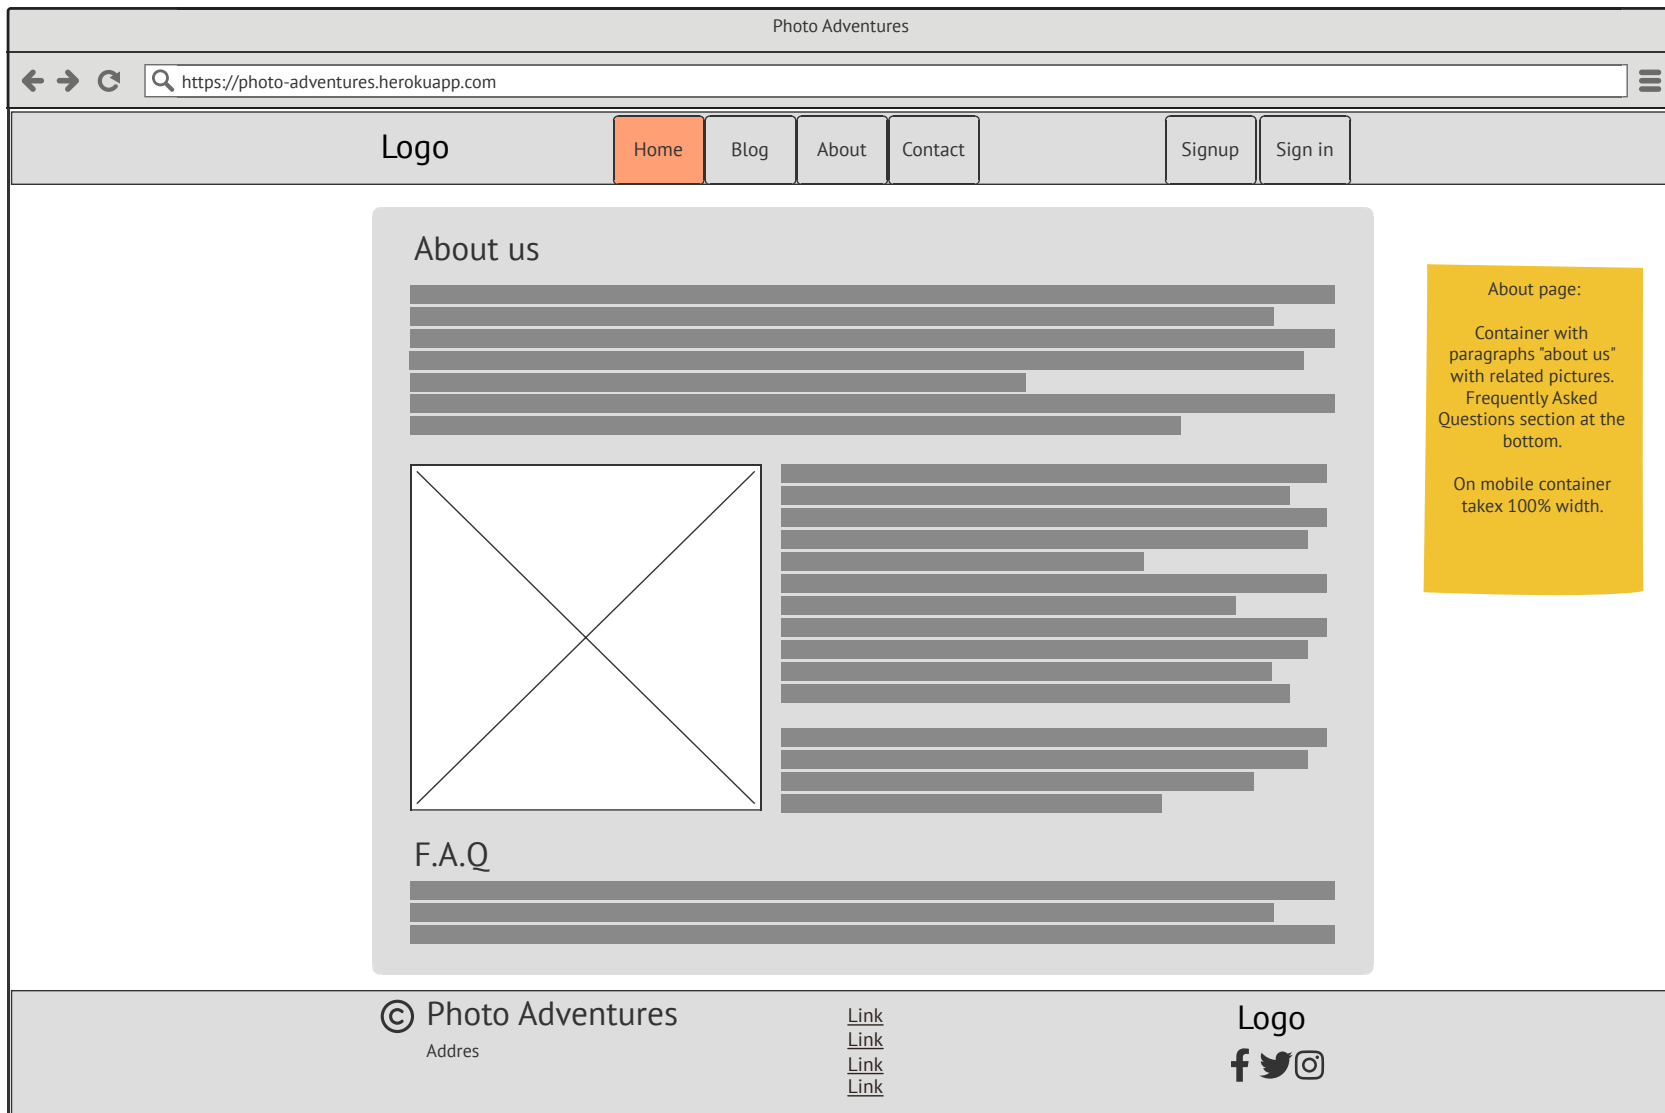 Photo Adventures
https://photo-adventures.herokuapp.com
Logo
Home
Blog
About
Contact
Signup
Sign in
About us
About page:
Container with
paragraphs "about us"
with related pictures.
Frequently Asked
Questions section at the
bottom.
On mobile container
takex 100% width.
F.A.Q
© Photo Adventures
Addres
Link
Link
Link
Link
Logo